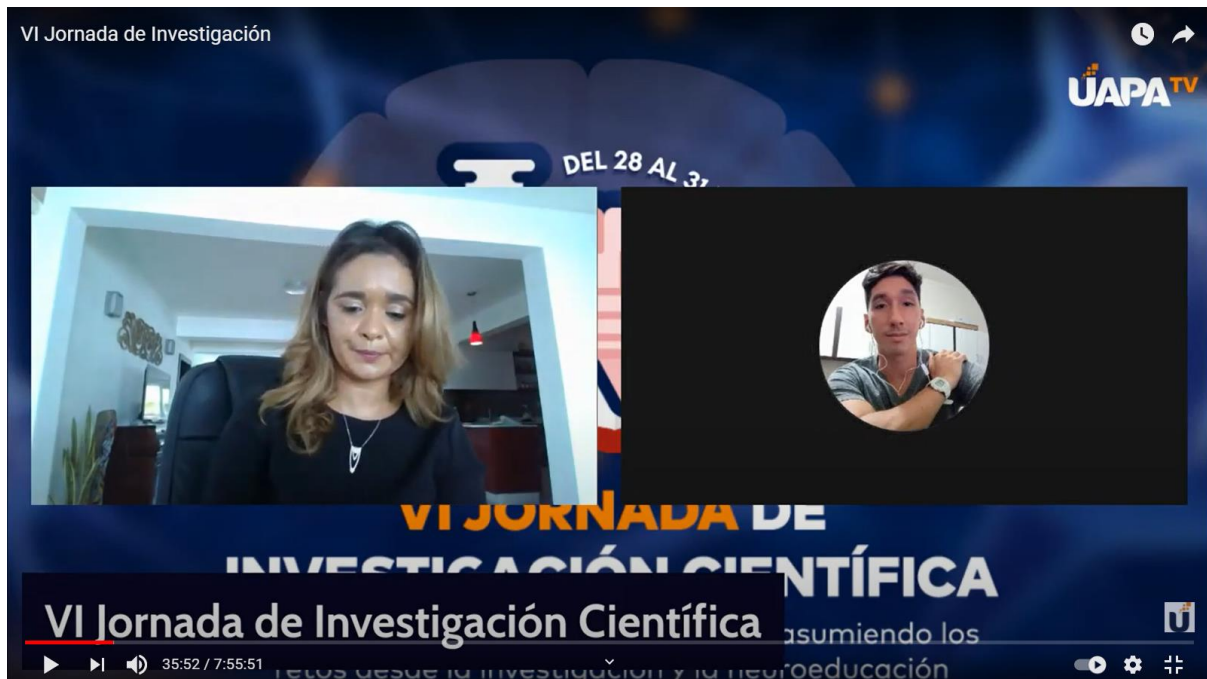 VI Jornada de Investigación
UAPA TV
DEL 28 AL 31
VI JORNADA DE
INVESTIGACIÓN CIENTÍFICA
VI Jornada de Investigación Científica
asumiendo los
retos desde la investigación y la neuroeducación
35:52 / 7:55:51